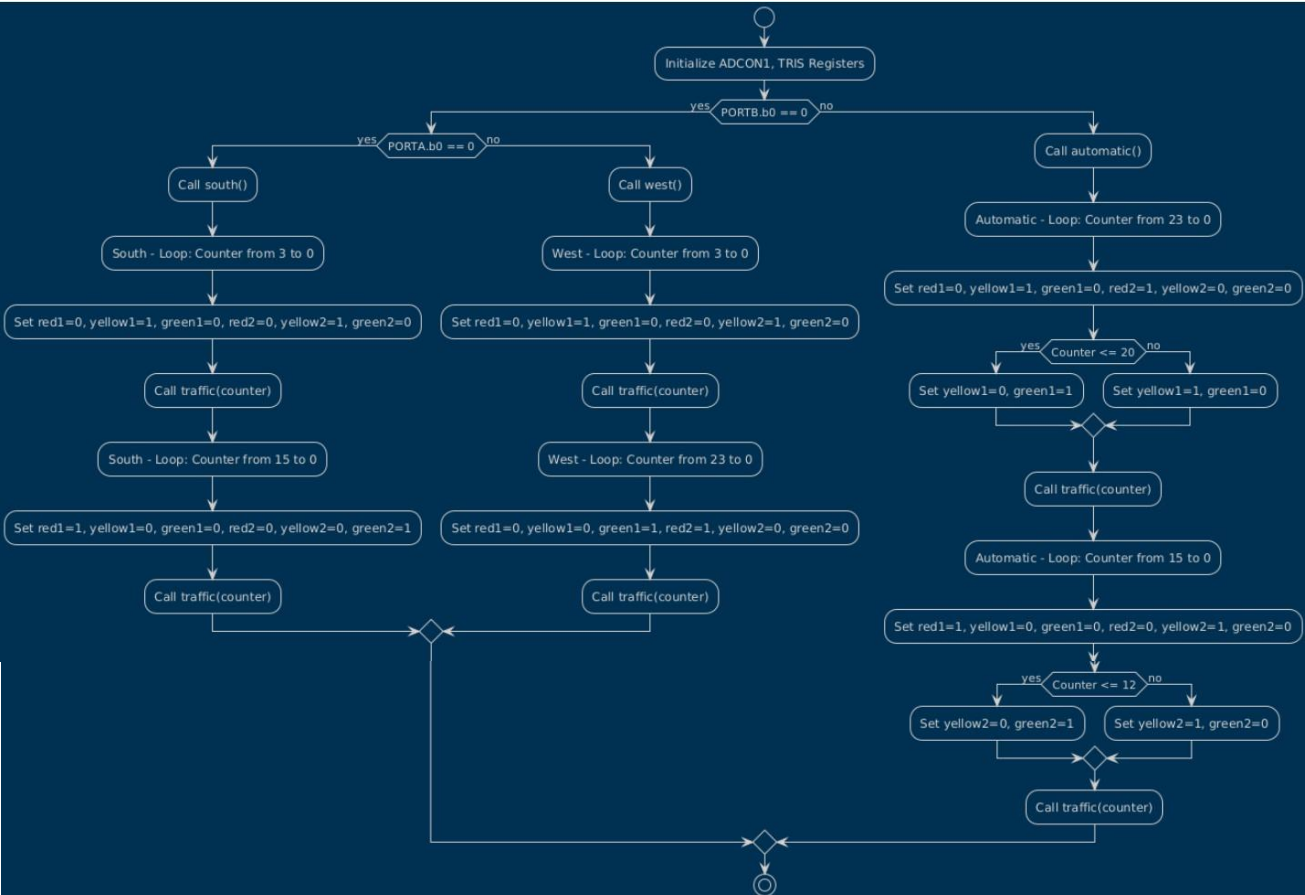 Initialize ADCON1, TRIS Registers
yes
PORTB.b0 == 0
no
yes
PORTA.b0 == 0
no
Call south()
South - Loop: Counter from 3 to 0
Set red1=0, yellow1=1, green1=0, red2=0, yellow2=1, green2=0
Call traffic(counter)
South - Loop: Counter from 15 to 0
Set red1=1, yellow1=0, green1=0, red2=0, yellow2=0, green2=1
Call traffic(counter)
Call west()
West - Loop: Counter from 3 to 0
Set red1=0, yellow1=1, green1=0, red2=0, yellow2=1, green2=0
Call traffic(counter)
West - Loop: Counter from 23 to 0
Set red1=0, yellow1=0, green1=1, red2=1, yellow2=0, green2=0
Call traffic(counter)
Call automatic()
Automatic - Loop: Counter from 23 to 0
Set red1=0, yellow1=1, green1=0, red2=1, yellow2=0, green2=0
yes
Counter <= 20
no
Set yellow1=0, green1=1
Set yellow1=1, green1=0
Call traffic(counter)
Automatic - Loop: Counter from 15 to 0
Set red1=1, yellow1=0, green1=0, red2=0, yellow2=1, green2=0
yes
Counter <= 12
no
Set yellow2=0, green2=1
Set yellow2=1, green2=0
Call traffic(counter)